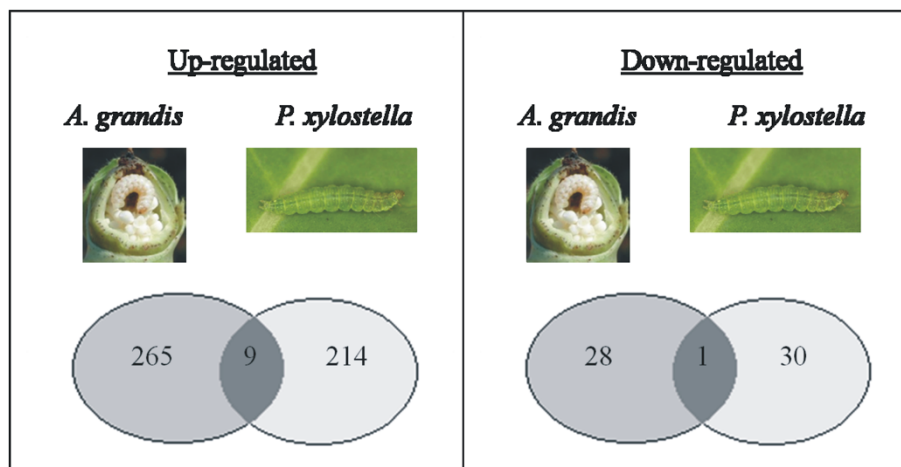 Up-regulated
A. grandis P. xylostella
265 9 214
Down-regulated
A. grandis P. xylostella
28 1 30